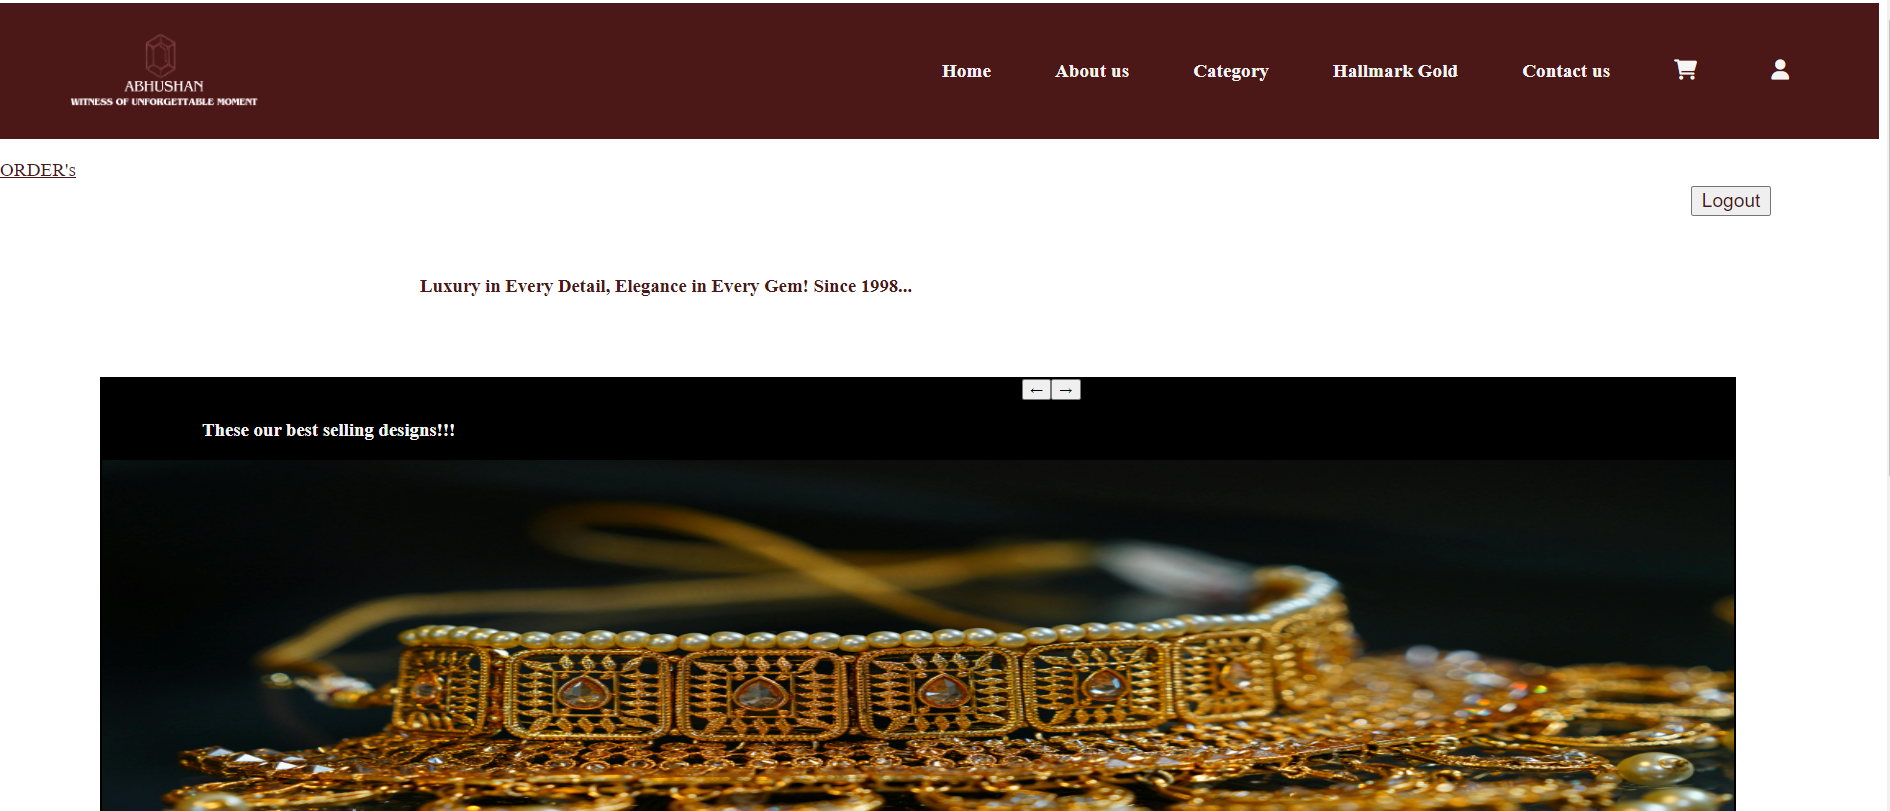 ABHUSHAN
WITNESS OF UNFORGETTABLE MOMENT
Home About us Category Hallmark Gold Contact us
ORDER's
Logout
Luxury in Every Detail, Elegance in Every Gem! Since 1998...
← →
These our best selling designs!!!